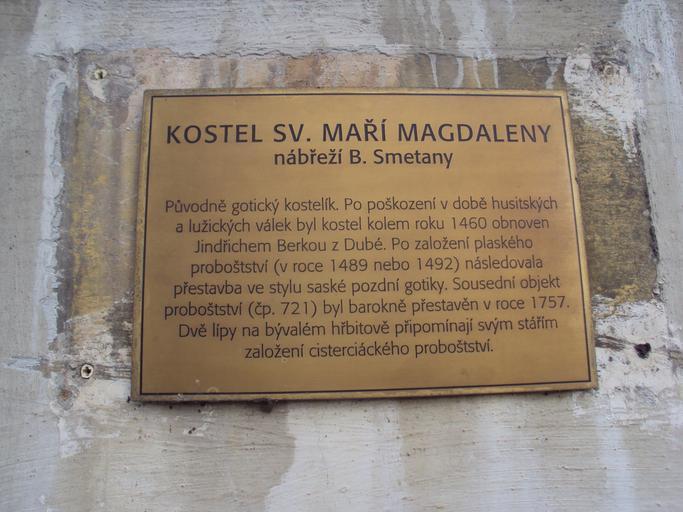 KOSTEL SV. MAŘÍ MAGDALENY
nábřeží B. Smetany
Původně gotický kostelík. Po poškození v době husitských
a lužických válek byl kostel kolem roku 1460 obnoven
Jindřichem Berkou z Dubé. Po založení plaského
proboštství (v roce 1489 nebo 1492) následovala
přestavba ve stylu saské pozdní gotiky. Sousední objekt
proboštství (čp. 721) byl barokně přestavěn v roce 1757.
Dvě lípy na bývalém hřbitově připomínají svým stářím
založení cisterciáckého proboštství.